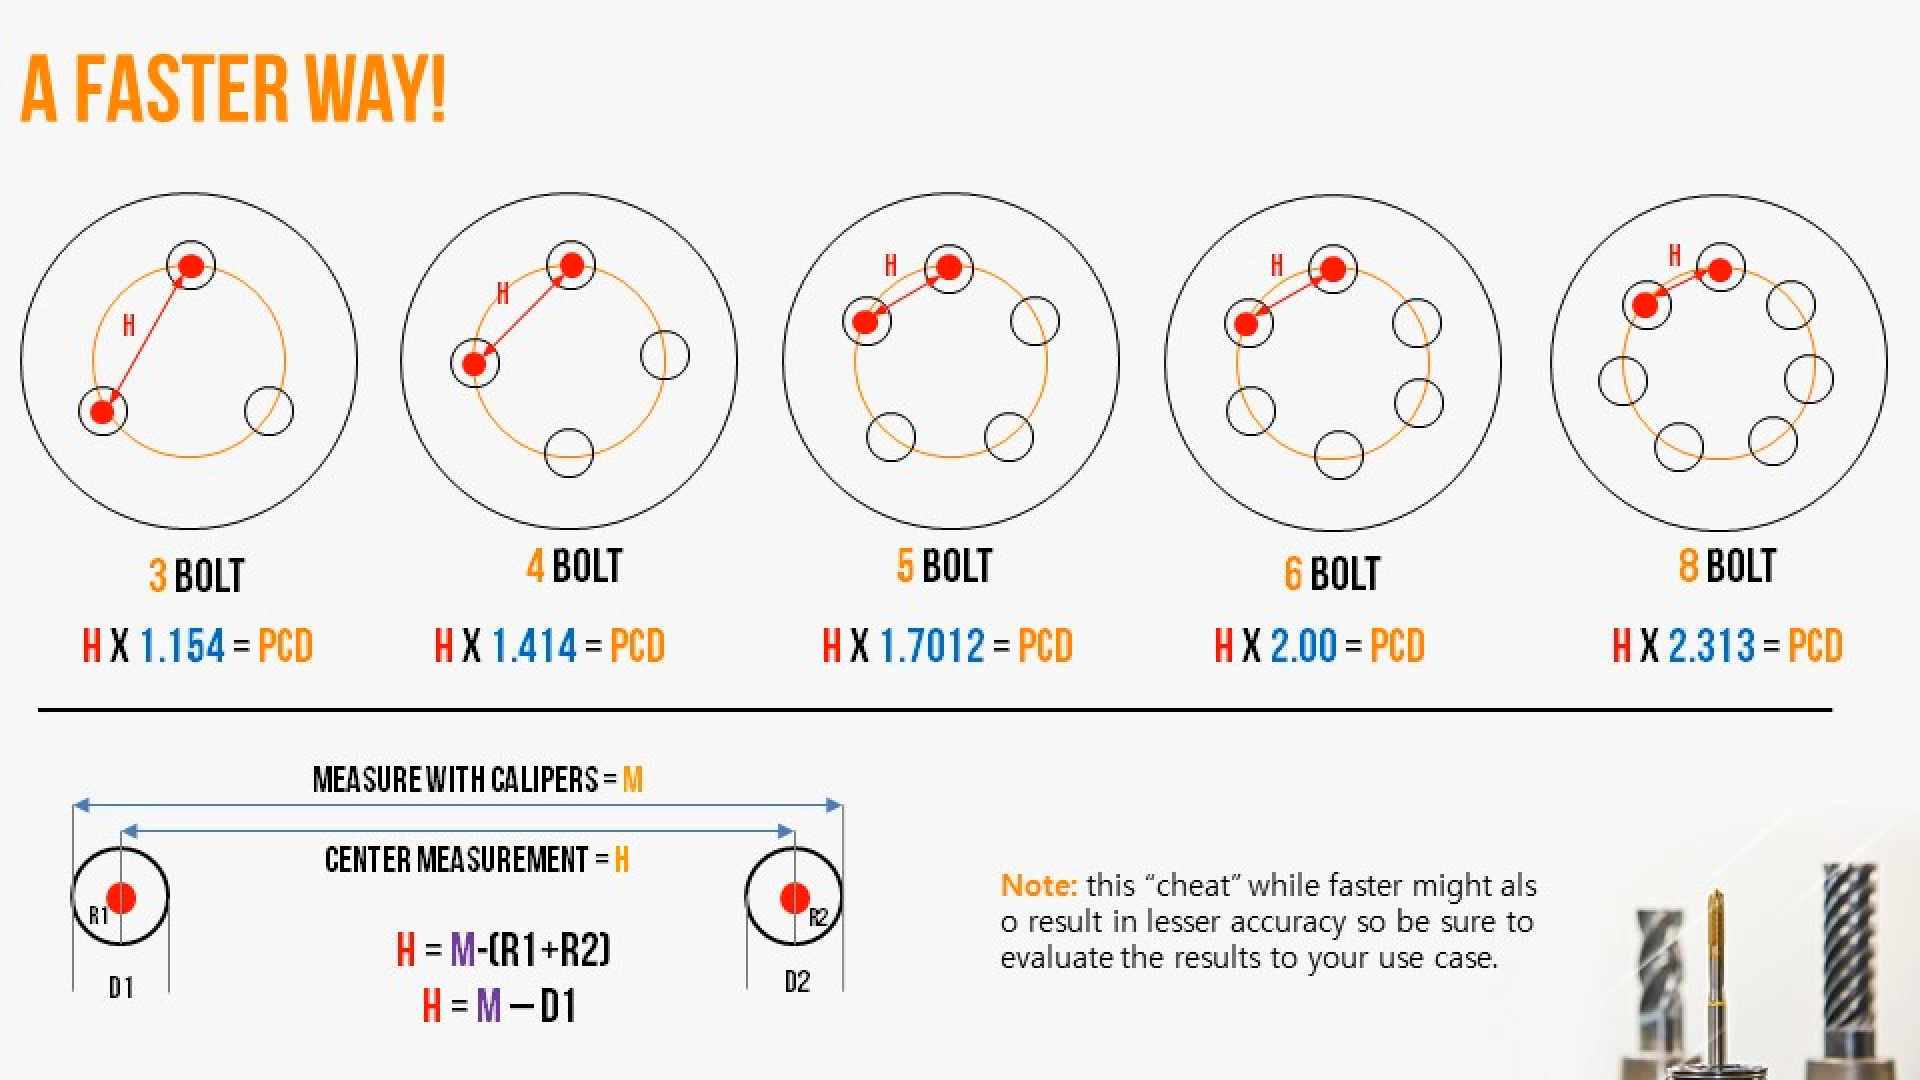 A FASTER WAY!
H
H
H
H
H
3 BOLT
4 BOLT
5 BOLT
6 BOLT
8 BOLT
H X 1.154 = PCD
H X 1.414 = PCD
H X 1.7012 = PCD
H X 2.00 = PCD
H X 2.313 = PCD
MEASURE WITH CALIPERS = M
CENTER MEASUREMENT = H
R1
R2
H = M-(R1+R2)
D1
D2
H = M – D1
Note: this “cheat” while faster might als
o result in lesser accuracy so be sure to
evaluate the results to your use case.